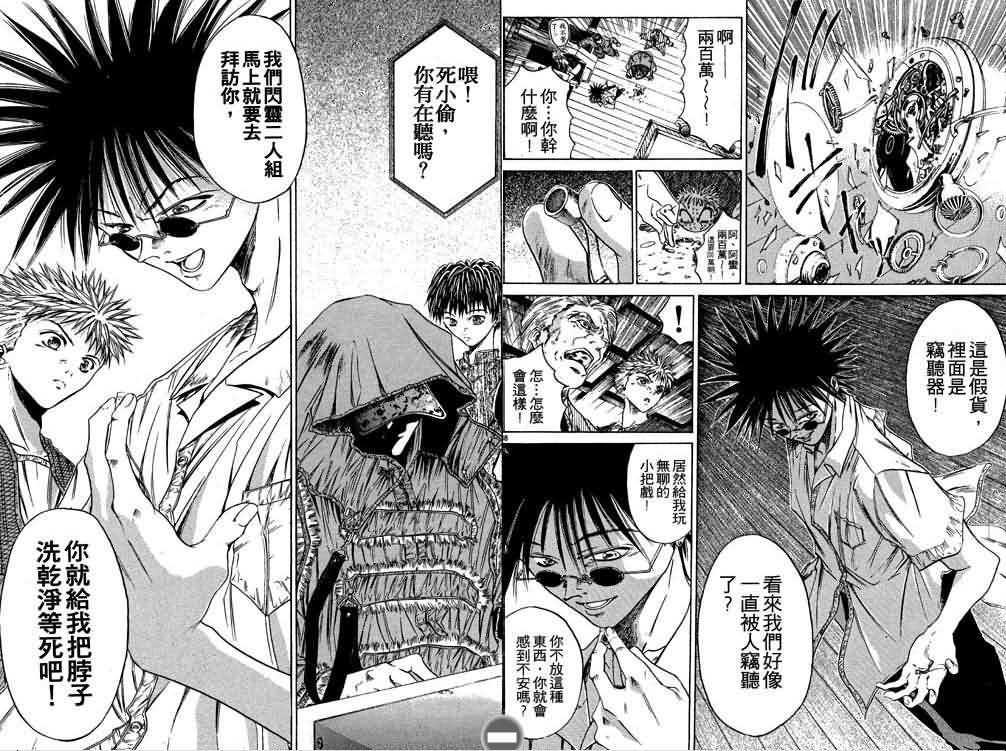 啊——
兩百萬～～～！
你…你幹
什麼啊！
阿、阿蠻，
兩百萬～！
這是假貨，
裡面是
竊聽器！
怎…怎麼
會這樣！
！
看來我們好像
一直被人竊聽
了？
居然給我玩
無聊的
小把戲！
你不放這種
東西，你就會
感到不安嗎？
8
喂！
死小偷，
你有在聽嗎？
我們閃靈二人組
馬上就要去
拜訪你，
你就給我把脖子
洗乾淨等死吧！
9